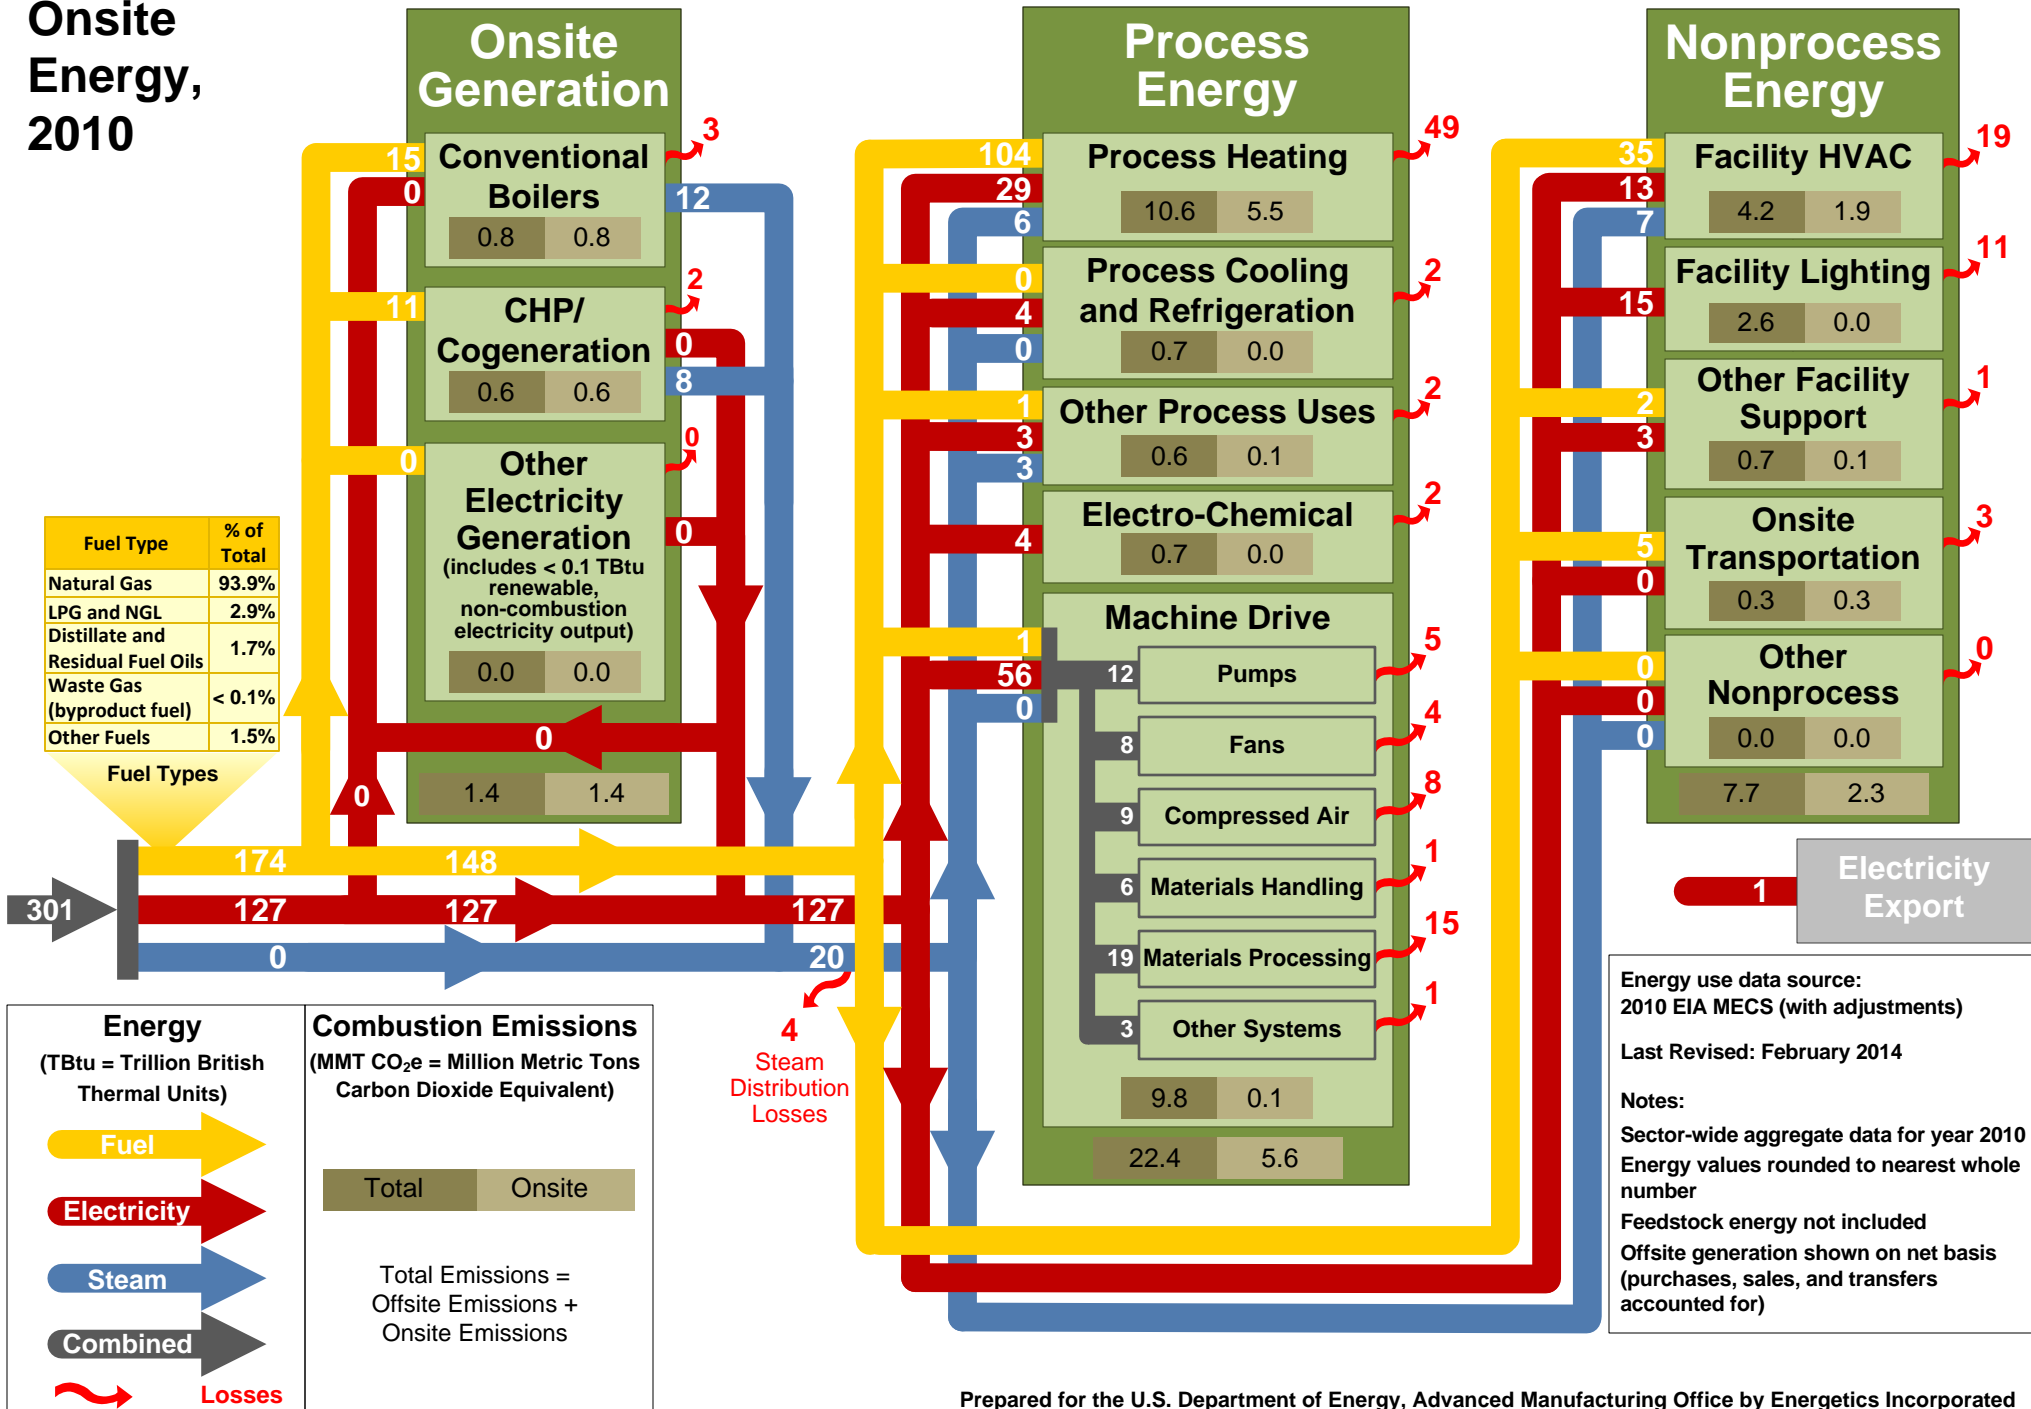 Onsite
Energy,
2010
Onsite
Generation
15
0
Conventional
Boilers
0.8 0.8
3
12
11
CHP/
Cogeneration
0.6 0.6
2
0
8
0
Other
Electricity
Generation
(includes < 0.1 TBtu
renewable,
non-combustion
electricity output)
0.0 0.0
0
0
0
1.4 1.4
Fuel Type % of
Total
Natural Gas 93.9%
LPG and NGL 2.9%
Distillate and
Residual Fuel Oils 1.7%
Waste Gas
(byproduct fuel) < 0.1%
Other Fuels 1.5%
Fuel Types
0
301
174 148
127 127 127
0 20
4
Steam
Distribution
Losses
Process
Energy
104
29
6
Process Heating
10.6 5.5
49
0
4
0
Process Cooling
and Refrigeration
0.7 0.0
2
1
3
3
Other Process Uses
0.6 0.1
2
4
Electro-Chemical
0.7 0.0
2
1
56
0
Machine Drive
12 Pumps 5
8 Fans 4
9 Compressed Air 8
6 Materials Handling 1
19 Materials Processing 15
3 Other Systems 1
9.8 0.1
22.4 5.6
Nonprocess
Energy
35
13
7
Facility HVAC
4.2 1.9
19
15
Facility Lighting
2.6 0.0
11
2
3
Other Facility
Support
0.7 0.1
1
5
0
Onsite
Transportation
0.3 0.3
3
0
0
0
Other
Nonprocess
0.0 0.0
0
7.7 2.3
1
Electricity
Export
Energy use data source:
2010 EIA MECS (with adjustments)
Last Revised: February 2014
Notes:
Sector-wide aggregate data for year 2010
Energy values rounded to nearest whole
number
Feedstock energy not included
Offsite generation shown on net basis
(purchases, sales, and transfers
accounted for)
Energy
(TBtu = Trillion British
Thermal Units)
Fuel
Electricity
Steam
Combined
Losses
Combustion Emissions
(MMT CO₂e = Million Metric Tons
Carbon Dioxide Equivalent)
Total Onsite
Total Emissions =
Offsite Emissions +
Onsite Emissions
Prepared for the U.S. Department of Energy, Advanced Manufacturing Office by Energetics Incorporated